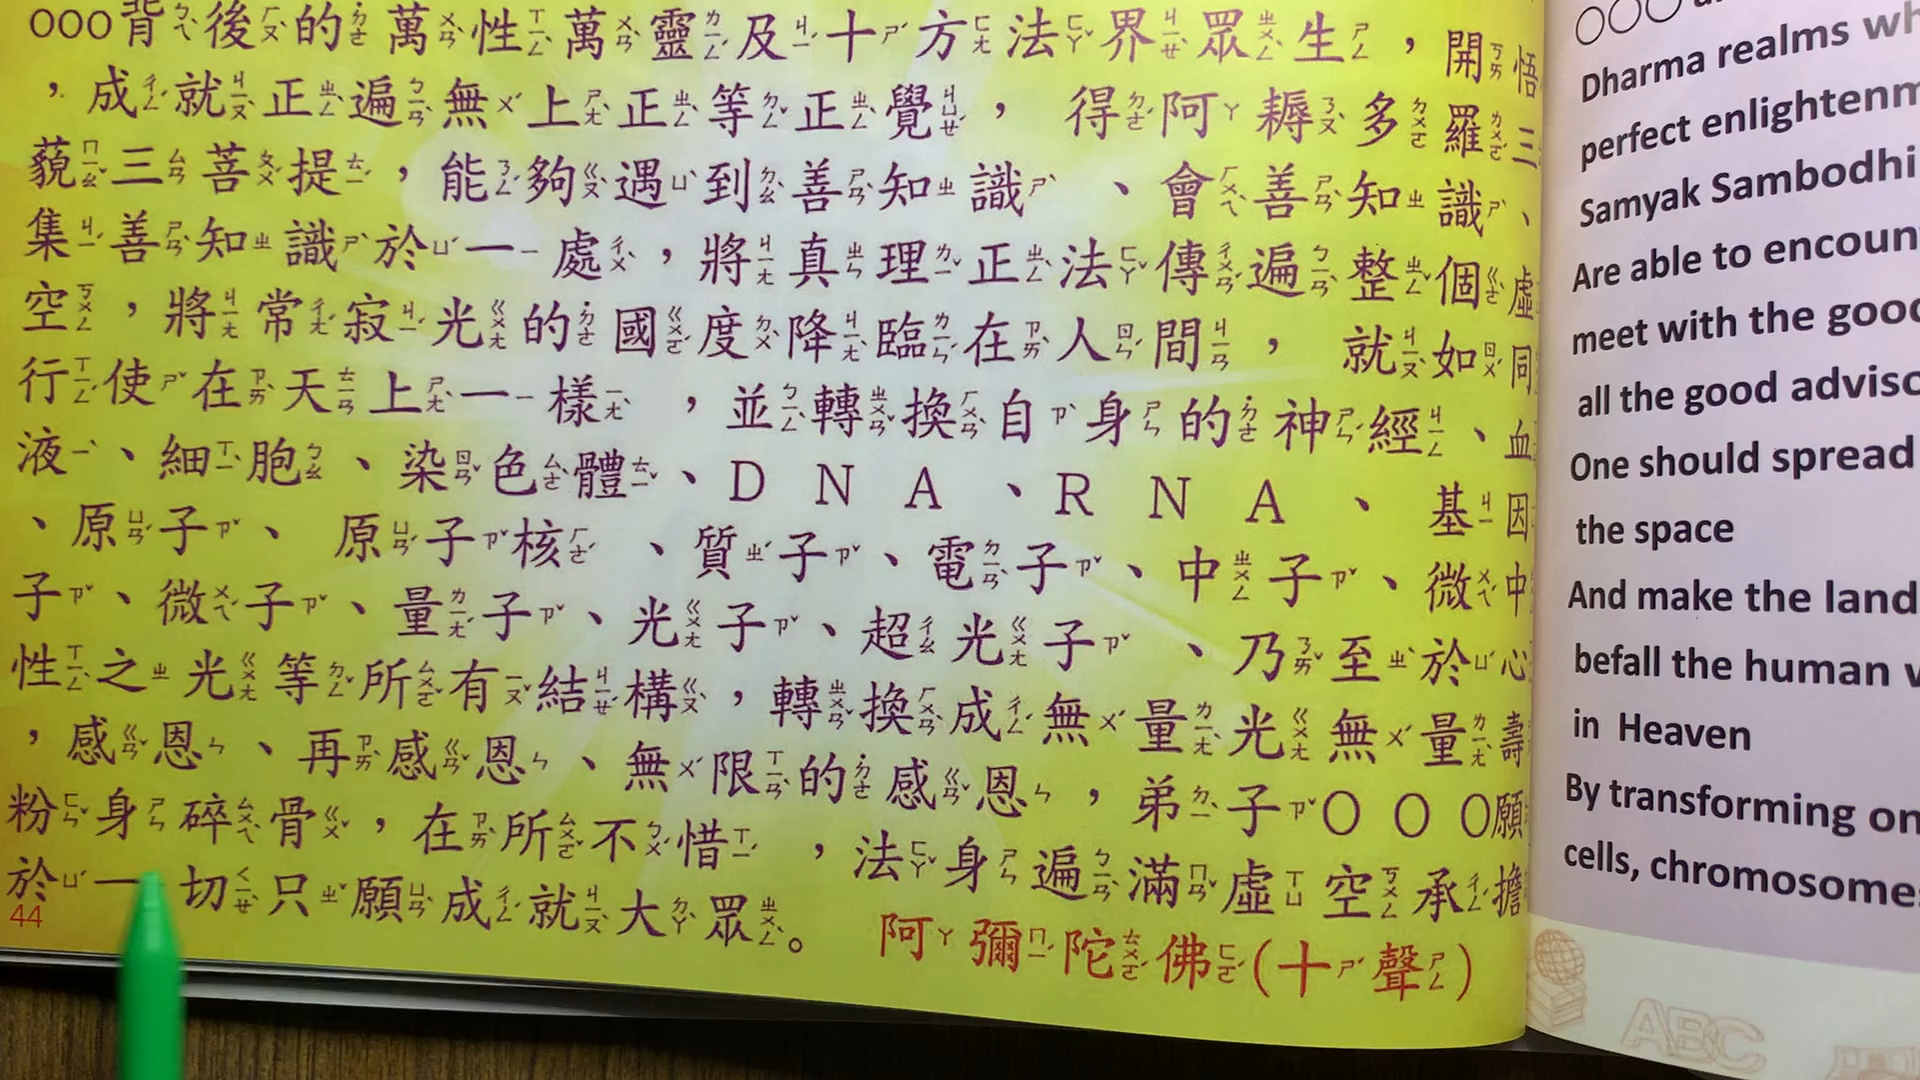 ○○○背後的萬性萬靈及十方法界眾生，開悟
，成就正遍無上正等正覺，得阿耨多羅三
藐三菩提，能夠遇到善知識、會善知識、
集善知識於一處，將真理正法傳遍整個虛
空，將常寂光的國度降臨在人間，就如同
行使在天上一樣，並轉換自身的神經、血
液、細胞、染色體、DNA、RNA、基因
、原子、原子核、質子、電子、中子、微中
子、微子、量子、光子、超光子、乃至於心
性之光等所有結構，轉換成無量光無量壽
，感恩、再感恩、無限的感恩，弟子○○○願
粉身碎骨，在所不惜，法身遍滿虛空承擔
於一切只願成就大眾。
阿彌陀佛(十聲)
44
○○○
Dharma realms wh
perfect enlightenm
Samyak Sambodhi
Are able to encoun
meet with the good
all the good adviso
One should spread
the space
And make the land
befall the human w
in Heaven
By transforming on
cells, chromosomes
ABC